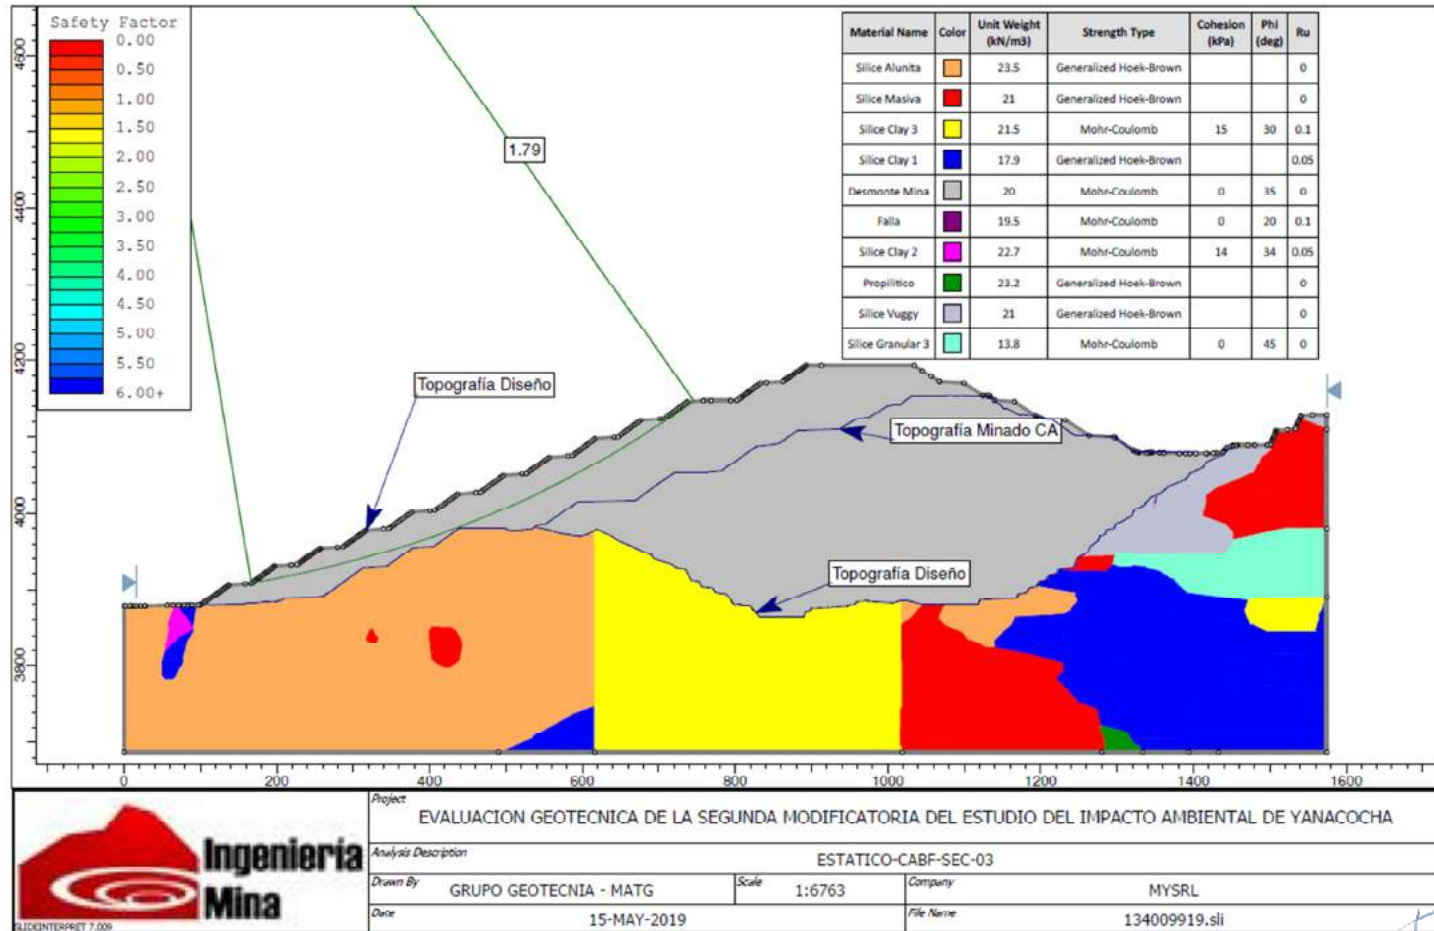 Safety Factor
0.00
0.50
1.00
1.50
2.00
2.50
3.00
3.50
4.00
4.50
5.00
5.50
6.00+
4600
4400
4200
4000
3800
1.79
Material Name Color Unit Weight (kN/m3) Strength Type Cohesion (kPa) Phi (deg) Ru
Silice Alunita 23.5 Generalized Hoek-Brown 0
Silice Masiva 21 Generalized Hoek-Brown 0
Silice Clay 3 21.5 Mohr-Coulomb 15 30 0.1
Silice Clay 1 17.9 Generalized Hoek-Brown 0.05
Desmonte Mina 20 Mohr-Coulomb 0 35 0
Falla 19.5 Mohr-Coulomb 0 20 0.1
Silice Clay 2 22.7 Mohr-Coulomb 14 34 0.05
Propilitico 23.2 Generalized Hoek-Brown 0
Silice Vuggy 21 Generalized Hoek-Brown 0
Silice Granular 3 13.8 Mohr-Coulomb 0 45 0
Topografía Diseño
Topografía Minado CA
Topografía Diseño
0 200 400 600 800 1000 1200 1400 1600
Ingeniería
Mina
SLIDEINTERPRET 7.009
Project
EVALUACION GEOTECNICA DE LA SEGUNDA MODIFICATORIA DEL ESTUDIO DEL IMPACTO AMBIENTAL DE YANACOCHA
Analysis Description
ESTATICO-CABF-SEC-03
Drawn By GRUPO GEOTECNIA - MATG Scale 1:6763 Company MYSRL
Date 15-MAY-2019 File Name 134009919.sli